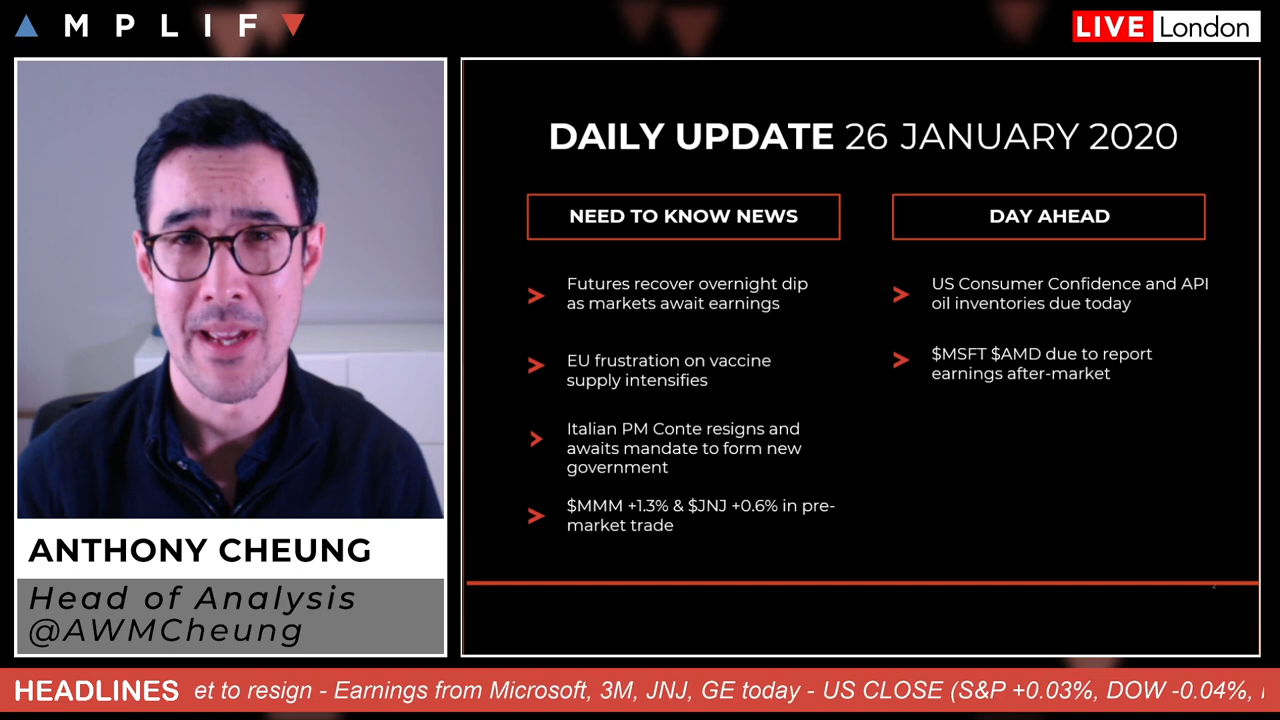 MPLIF
LIVE London
DAILY UPDATE 26 JANUARY 2020
NEED TO KNOW NEWS
Futures recover overnight dip
as markets await earnings
EU frustration on vaccine
supply intensifies
Italian PM Conte resigns and
awaits mandate to form new
government
$MMM +1.3% & $JNJ +0.6% in pre-
market trade
DAY AHEAD
US Consumer Confidence and API
oil inventories due today
$MSFT $AMD due to report
earnings after-market
2
ANTHONY CHEUNG
Head of Analysis
@AWMCheung
HEADLINES et to resign - Earnings from Microsoft, 3M, JNJ, GE today - US CLOSE (S&P +0.03%, DOW -0.04%,